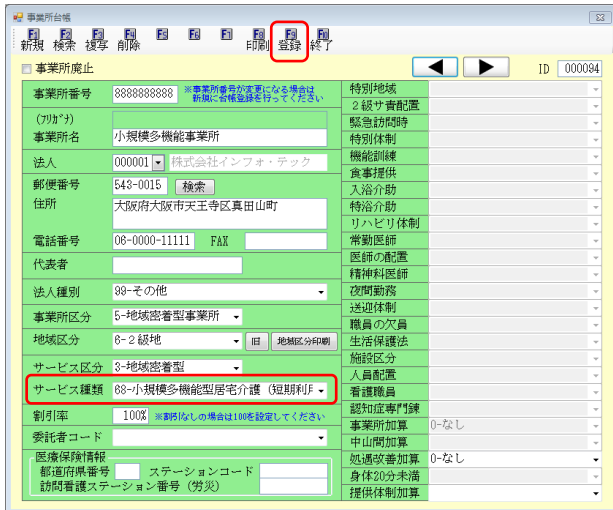 事業所台帳
F1 F2 F3 F4 F5 F6 F7 F8 F9 F10
新規 検索 複写 削除 印刷 登録 終了
事業所廃止
ID 000094
事業所番号 8888888888 ※事業所番号が変更になる場合は
新規に台帳登録を行ってください
(フリガナ)
事業所名 小規模多機能事業所
法人 000001 株式会社インフォ・テック
郵便番号 543-0015 検索
住所 大阪府大阪市天王寺区真田山町
電話番号 06-0000-11111 FAX
代表者
法人種別 99-その他
事業所区分 5-地域密着型事業所
地域区分 6-2級地 旧 地域区分印刷
サービス区分 3-地域密着型
サービス種類 68-小規模多機能型居宅介護（短期利用
割引率 100% ※割引なしの場合は100を設定してください
委託者コード
医療保険情報
都道府県番号 ステーションコード
訪問看護ステーション番号（労災）
特別地域
2級サ責配置
緊急訪問時
特別体制
機能訓練
食事提供
入浴介助
特浴介助
リハビリ体制
常勤医師
医師の配置
精神科医師
夜間勤務
送迎体制
職員の欠員
生活保護法
施設区分
人員配置
看護職員
認知症専門棟
事業所加算 0-なし
中山間加算
処遇改善加算 0-なし
身体20分未満
提供体制加算